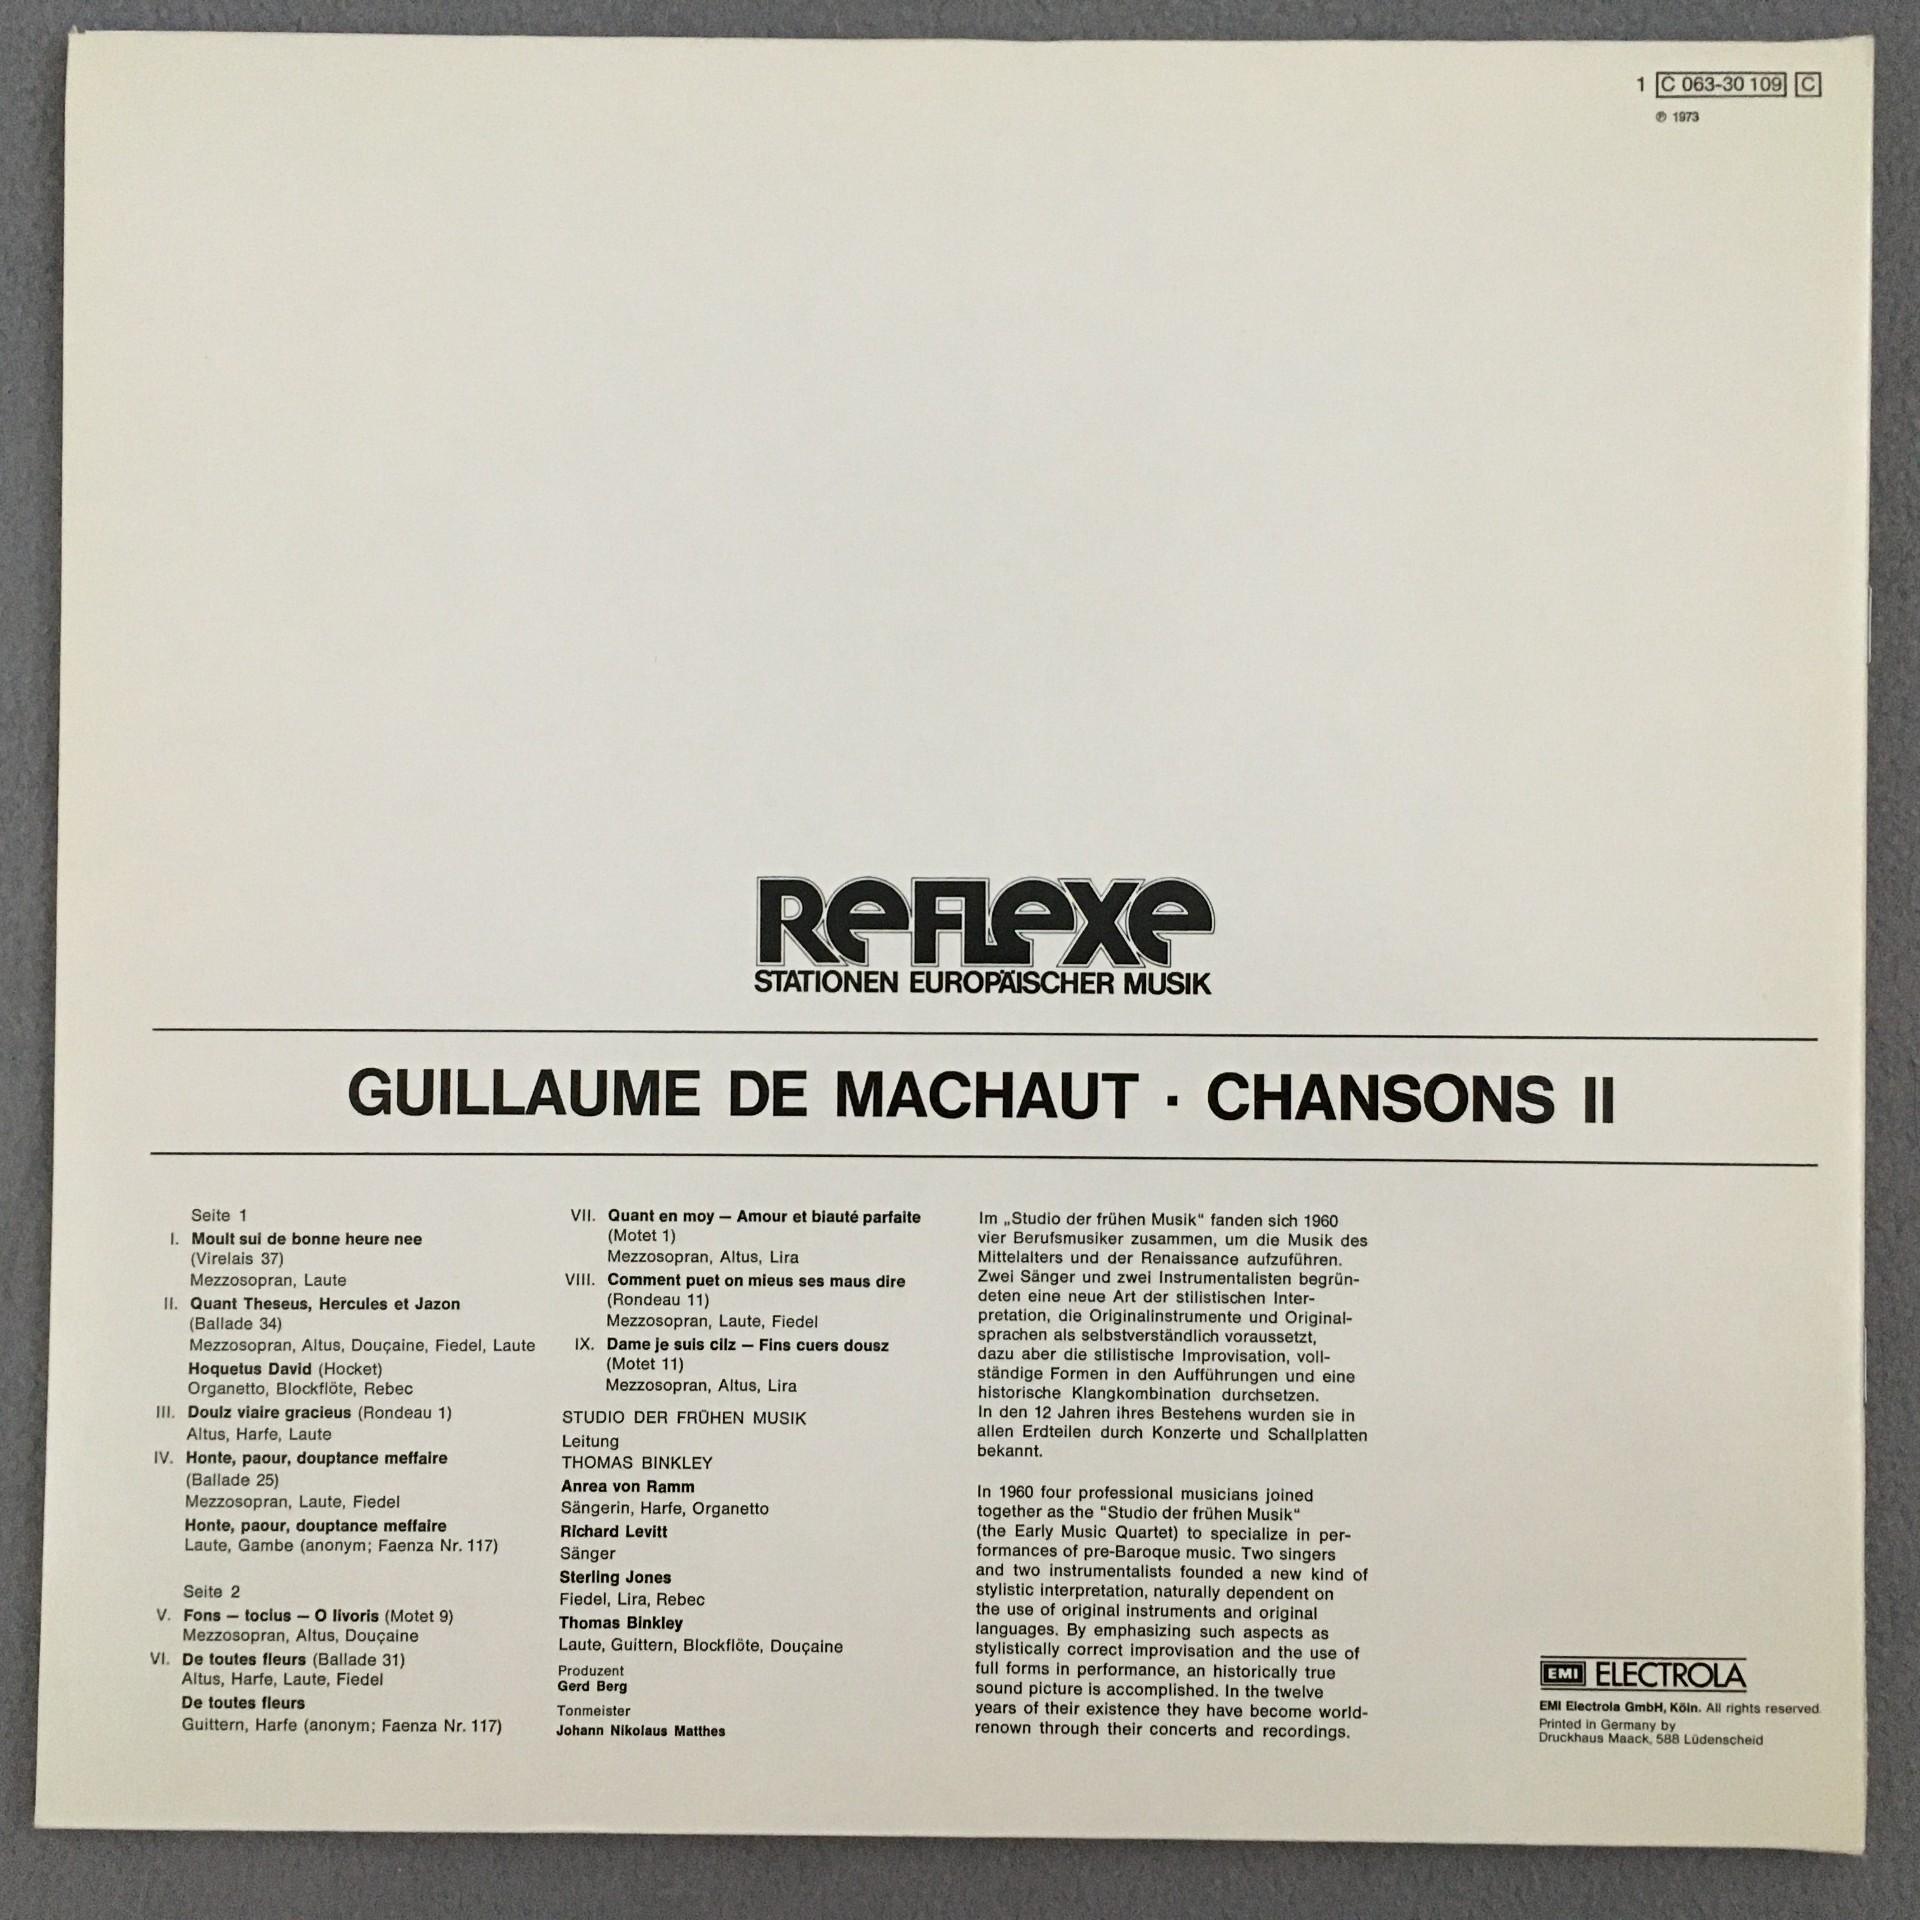 1 C 063-30 109 C
℗ 1973
ReFLexe
STATIONEN EUROPÄISCHER MUSIK
GUILLAUME DE MACHAUT · CHANSONS II
Seite 1
I. Moult sui de bonne heure nee
(Virelais 37)
Mezzosopran, Laute
II. Quant Theseus, Hercules et Jazon
(Ballade 34)
Mezzosopran, Altus, Douçaine, Fiedel, Laute
Hoquetus David (Hocket)
Organetto, Blockflöte, Rebec
III. Doulz viaire gracieus (Rondeau 1)
Altus, Harfe, Laute
IV. Honte, paour, douptance meffaire
(Ballade 25)
Mezzosopran, Laute, Fiedel
Honte, paour, douptance meffaire
Laute, Gambe (anonym; Faenza Nr. 117)
Seite 2
V. Fons – tocius – O livoris (Motet 9)
Mezzosopran, Altus, Douçaine
VI. De toutes fleurs (Ballade 31)
Altus, Harfe, Laute, Fiedel
De toutes fleurs
Guittern, Harfe (anonym; Faenza Nr. 117)
VII. Quant en moy – Amour et biauté parfaite
(Motet 1)
Mezzosopran, Altus, Lira
VIII. Comment puet on mieus ses maus dire
(Rondeau 11)
Mezzosopran, Laute, Fiedel
IX. Dame je suis cilz – Fins cuers dousz
(Motet 11)
Mezzosopran, Altus, Lira
STUDIO DER FRÜHEN MUSIK
Leitung
THOMAS BINKLEY
Anrea von Ramm
Sängerin, Harfe, Organetto
Richard Levitt
Sänger
Sterling Jones
Fiedel, Lira, Rebec
Thomas Binkley
Laute, Guittern, Blockflöte, Douçaine
Produzent
Gerd Berg
Tonmeister
Johann Nikolaus Matthes
Im „Studio der frühen Musik“ fanden sich 1960
vier Berufsmusiker zusammen, um die Musik des
Mittelalters und der Renaissance aufzuführen.
Zwei Sänger und zwei Instrumentalisten begrün-
deten eine neue Art der stilistischen Inter-
pretation, die Originalinstrumente und Original-
sprachen als selbstverständlich voraussetzt,
dazu aber die stilistische Improvisation, voll-
ständige Formen in den Aufführungen und eine
historische Klangkombination durchsetzen.
In den 12 Jahren ihres Bestehens wurden sie in
allen Erdteilen durch Konzerte und Schallplatten
bekannt.
In 1960 four professional musicians joined
together as the “Studio der frühen Musik“
(the Early Music Quartet) to specialize in per-
formances of pre-Baroque music. Two singers
and two instrumentalists founded a new kind of
stylistic interpretation, naturally dependent on
the use of original instruments and original
languages. By emphasizing such aspects as
stylistically correct improvisation and the use of
full forms in performance, an historically true
sound picture is accomplished. In the twelve
years of their existence they have become world-
renown through their concerts and recordings.
EMI ELECTROLA
EMI Electrola GmbH, Köln. All rights reserved.
Printed in Germany by
Druckhaus Maack, 588 Lüdenscheid